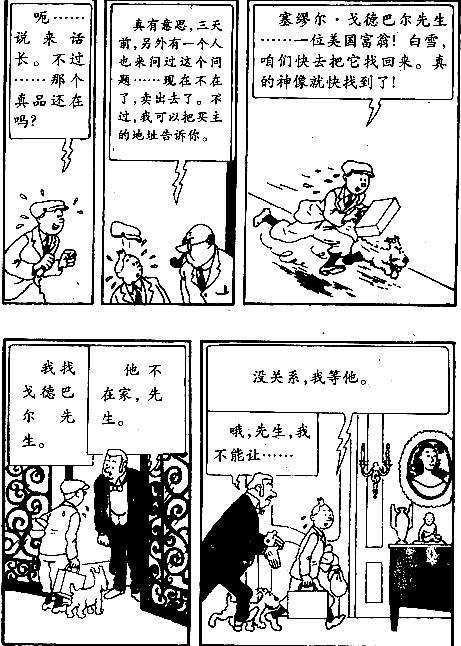 呃……
说来话
长。不过
……那个
真品还在
吗?
真有意思,三天
前,另外有一个人
也来问过这个问
题……现在不在
了,卖出去了。不
过,我可以把买主
的地址告诉你。
塞缪尔·戈德巴尔先生
……一位美国富翁!白雪,
咱们快去把它找回来。真
的神像就快找到了!
我找
戈德巴
尔先
生。
他不
在家,先
生。
没关系,我等他。
哦,先生,我
不能让……